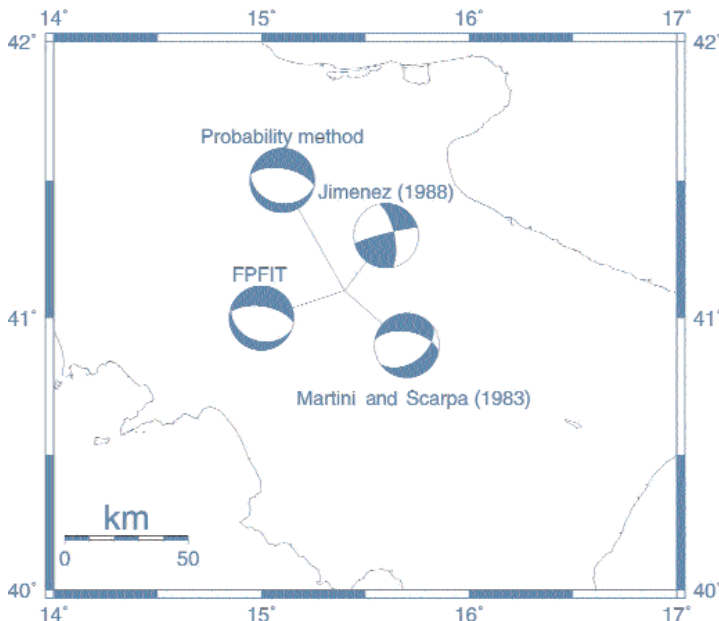 14˚ 15˚ 16˚ 17˚
42˚ 42˚
Probability method
Jimenez (1988)
FPFIT
41˚ 41˚
Martini and Scarpa (1983)
km
0 50
40˚ 40˚
14˚ 15˚ 16˚ 17˚